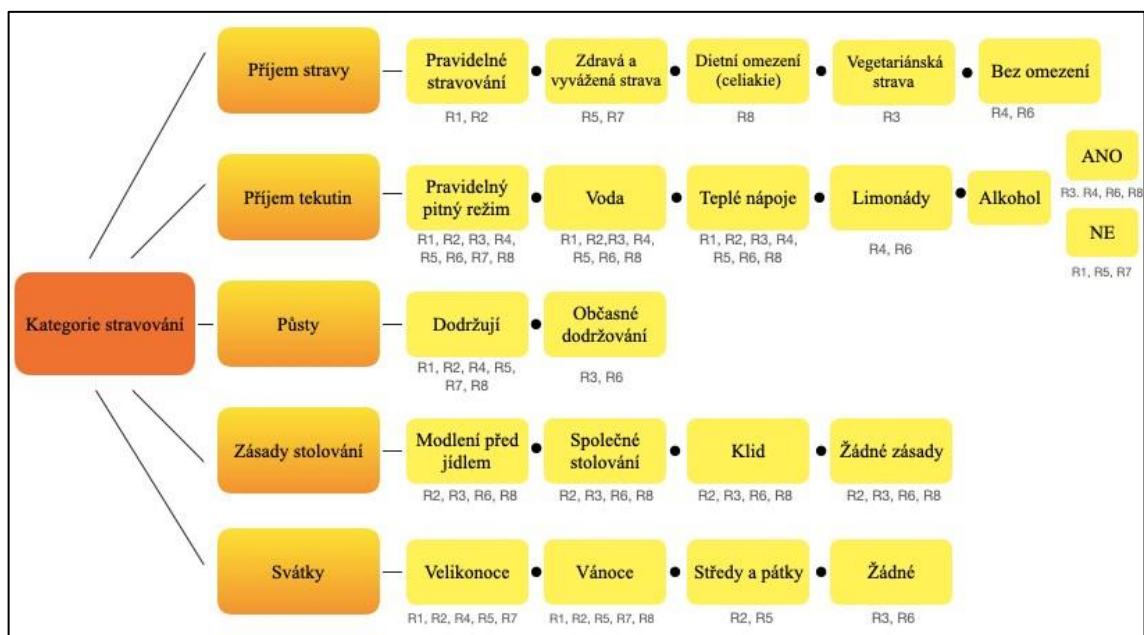 Příjem stravy
Pravidelné
stravování
R1, R2
Zdravá a
vyvážená strava
R5, R7
Dietní omezení
(celiakie)
R8
Vegetariánská
strava
R3
Bez omezení
R4, R6
Příjem tekutin
Pravidelný
pitný režim
R1, R2, R3, R4,
R5, R6, R7, R8
Voda
R1, R2,R3, R4,
R5, R6, R8
Teplé nápoje
R1, R2, R3, R4,
R5, R6, R8
Limonády
R4, R6
Alkohol
ANO
R3. R4, R6, R8
NE
R1, R5, R7
Kategorie stravování
Půsty
Dodržují
R1, R2, R4, R5,
R7, R8
Občasné
dodržování
R3, R6
Zásady stolování
Modlení před
jídlem
R2, R3, R6, R8
Společné
stolování
R2, R3, R6, R8
Klid
R2, R3, R6, R8
Žádné zásady
R2, R3, R6, R8
Svátky
Velikonoce
R1, R2, R4, R5, R7
Vánoce
R1, R2, R5, R7, R8
Středy a pátky
R2, R5
Žádné
R3, R6